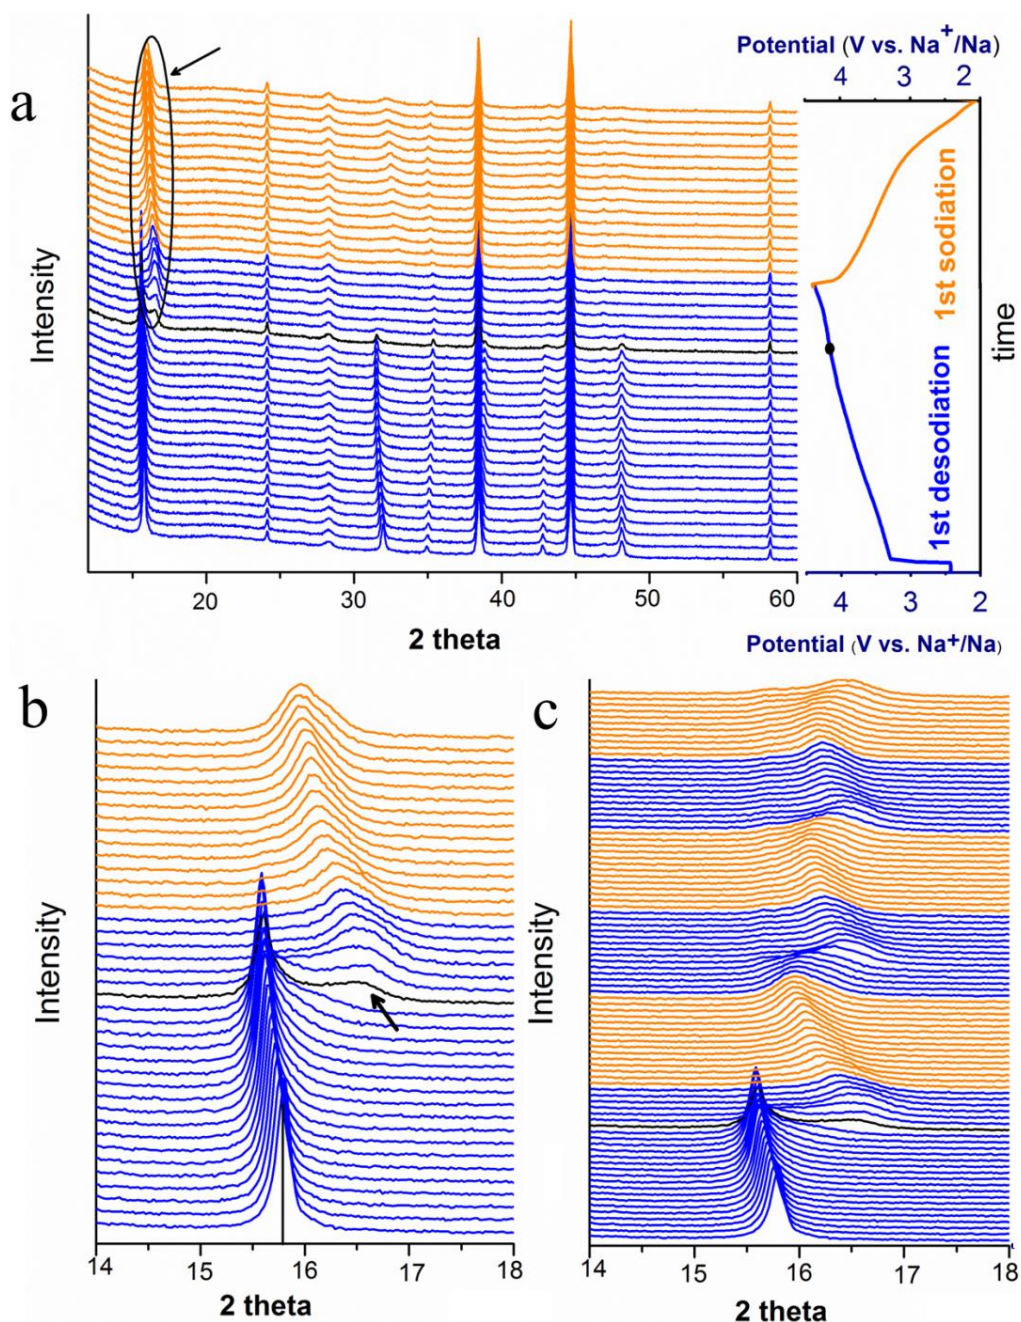 a
Potential (V vs. Na+/Na)
4 3 2
Intensity
1st sodiation
1st desodiation
time
20 30 40 50 60
2 theta
4 3 2
Potential (V vs. Na+/Na)
b
Intensity
14 15 16 17 18
2 theta
c
Intensity
14 15 16 17 18
2 theta